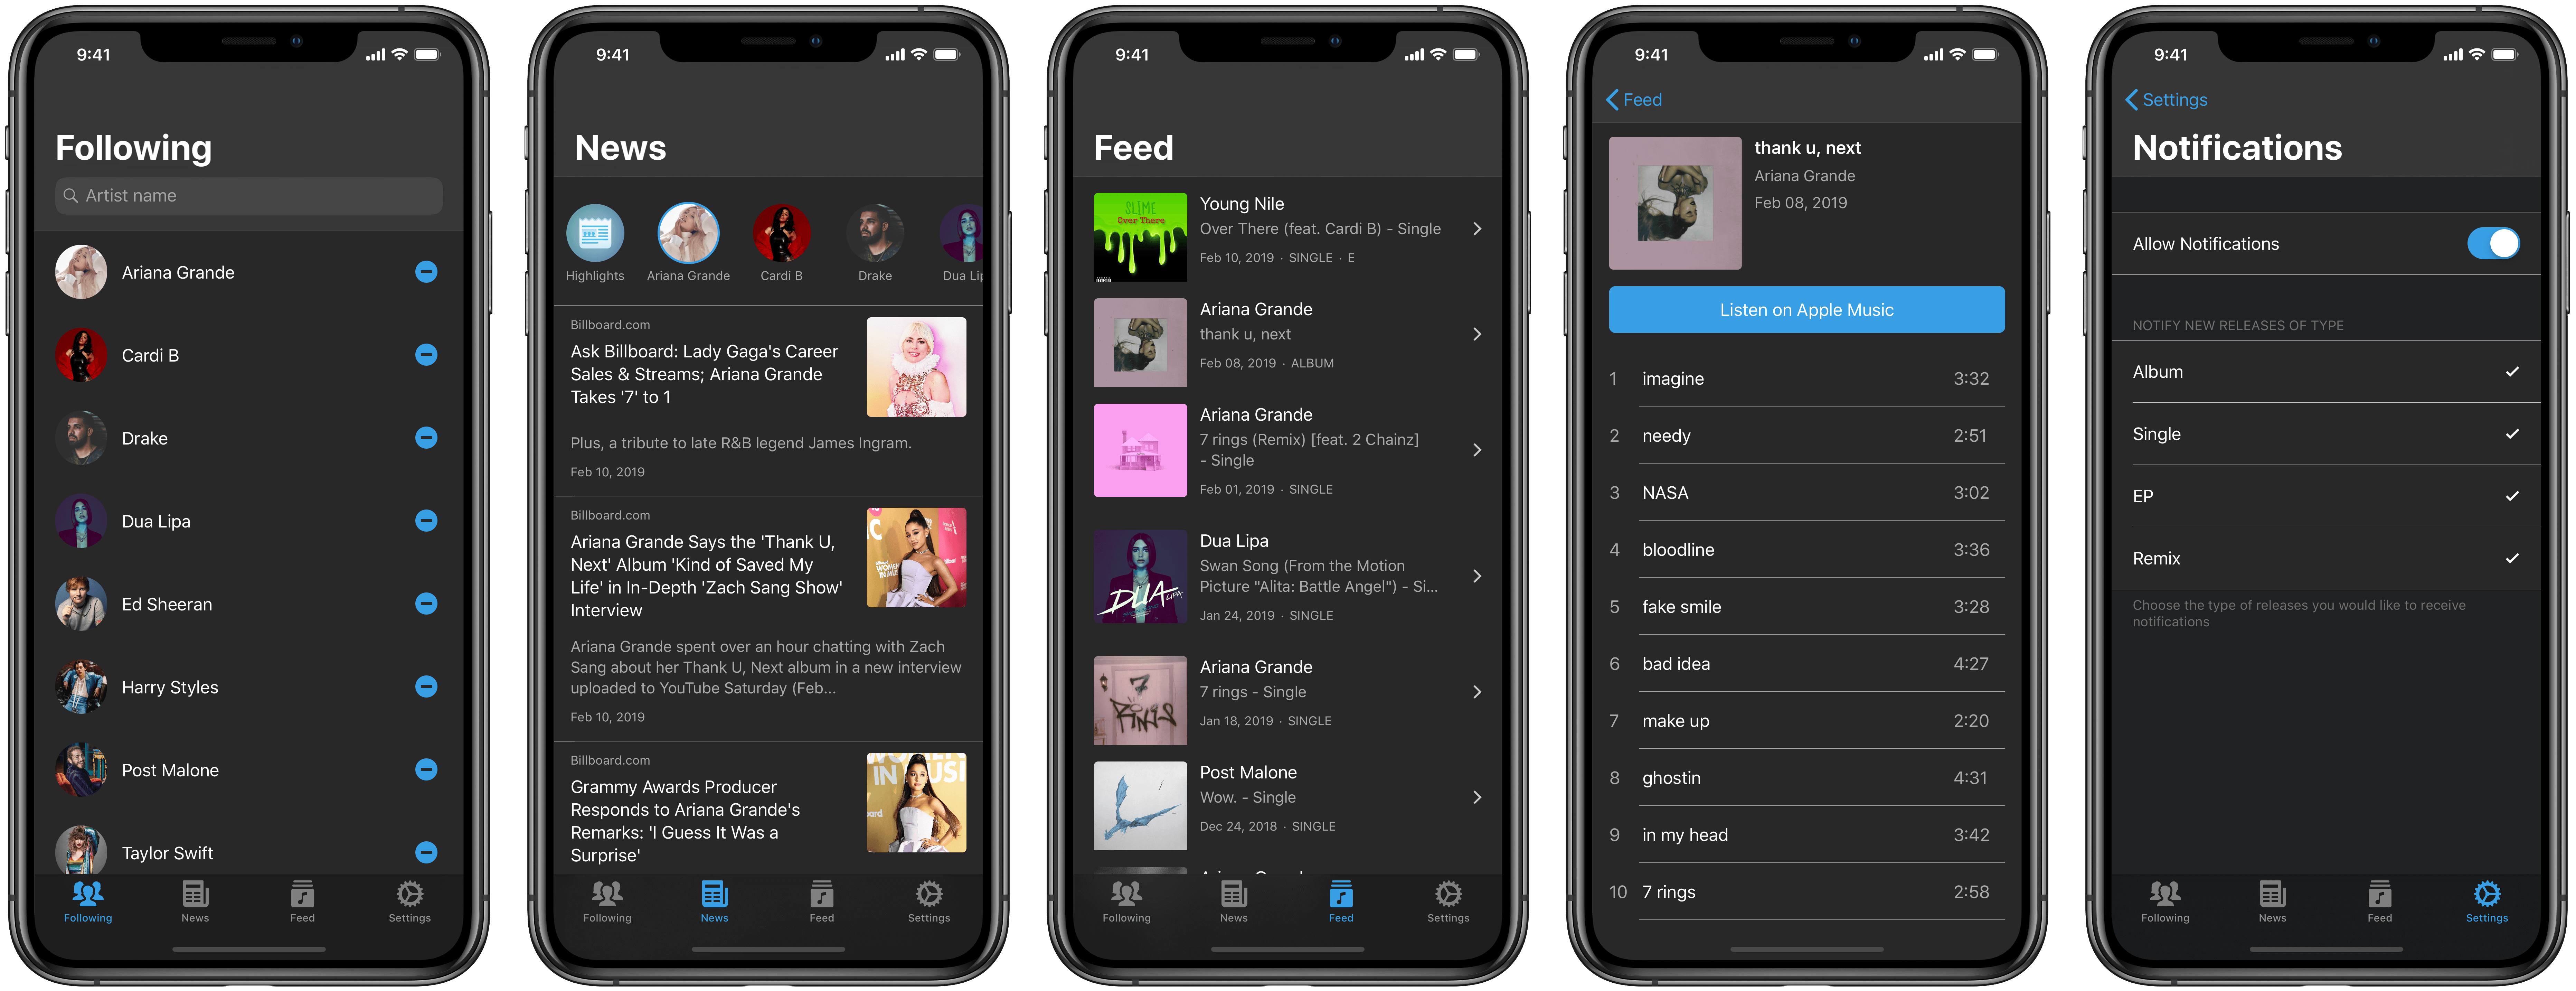 9:41
Following
Artist name
Ariana Grande
Cardi B
Drake
Dua Lipa
Ed Sheeran
Harry Styles
Post Malone
Taylor Swift
Following
News
Feed
Settings
9:41
News
Highlights
Ariana Grande
Cardi B
Drake
Dua Lip
Billboard.com
Ask Billboard: Lady Gaga's Career
Sales & Streams; Ariana Grande
Takes '7' to 1
Plus, a tribute to late R&B legend James Ingram.
Feb 10, 2019
Billboard.com
Ariana Grande Says the 'Thank U,
Next' Album 'Kind of Saved My
Life' in In-Depth 'Zach Sang Show'
Interview
Ariana Grande spent over an hour chatting with Zach
Sang about her Thank U, Next album in a new interview
uploaded to YouTube Saturday (Feb...
Feb 10, 2019
Billboard.com
Grammy Awards Producer
Responds to Ariana Grande's
Remarks: 'I Guess It Was a
Surprise'
Following
News
Feed
Settings
9:41
Feed
SLIME
Over There
Young Nile
Over There (feat. Cardi B) - Single
Feb 10, 2019 · SINGLE · E
Ariana Grande
thank u, next
Feb 08, 2019 · ALBUM
Ariana Grande
7 rings (Remix) [feat. 2 Chainz]
- Single
Feb 01, 2019 · SINGLE
DUA LIPA
Dua Lipa
Swan Song (From the Motion
Picture "Alita: Battle Angel") - Si...
Jan 24, 2019 · SINGLE
7 RINGS
Ariana Grande
7 rings - Single
Jan 18, 2019 · SINGLE
Post Malone
Wow. - Single
Dec 24, 2018 · SINGLE
Following
News
Feed
Settings
9:41
Feed
thank u, next
Ariana Grande
Feb 08, 2019
Listen on Apple Music
1 imagine 3:32
2 needy 2:51
3 NASA 3:02
4 bloodline 3:36
5 fake smile 3:28
6 bad idea 4:27
7 make up 2:20
8 ghostin 4:31
9 in my head 3:42
10 7 rings 2:58
9:41
Settings
Notifications
Allow Notifications
NOTIFY NEW RELEASES OF TYPE
Album
Single
EP
Remix
Choose the type of releases you would like to receive
notifications
Following
News
Feed
Settings